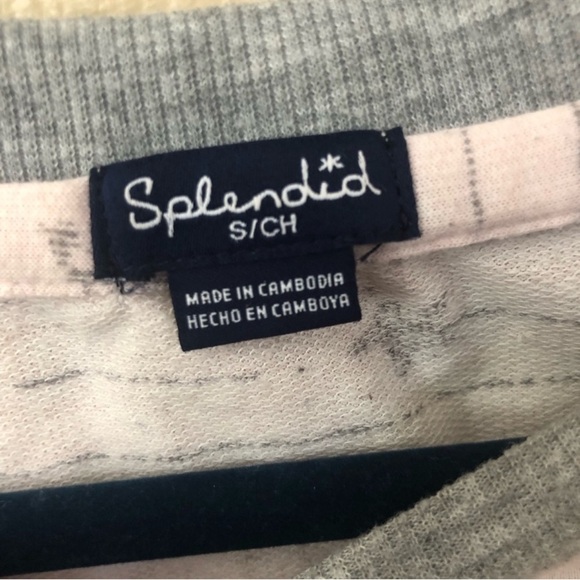 Splendid
S/CH
MADE IN CAMBODIA
HECHO EN CAMBOYA